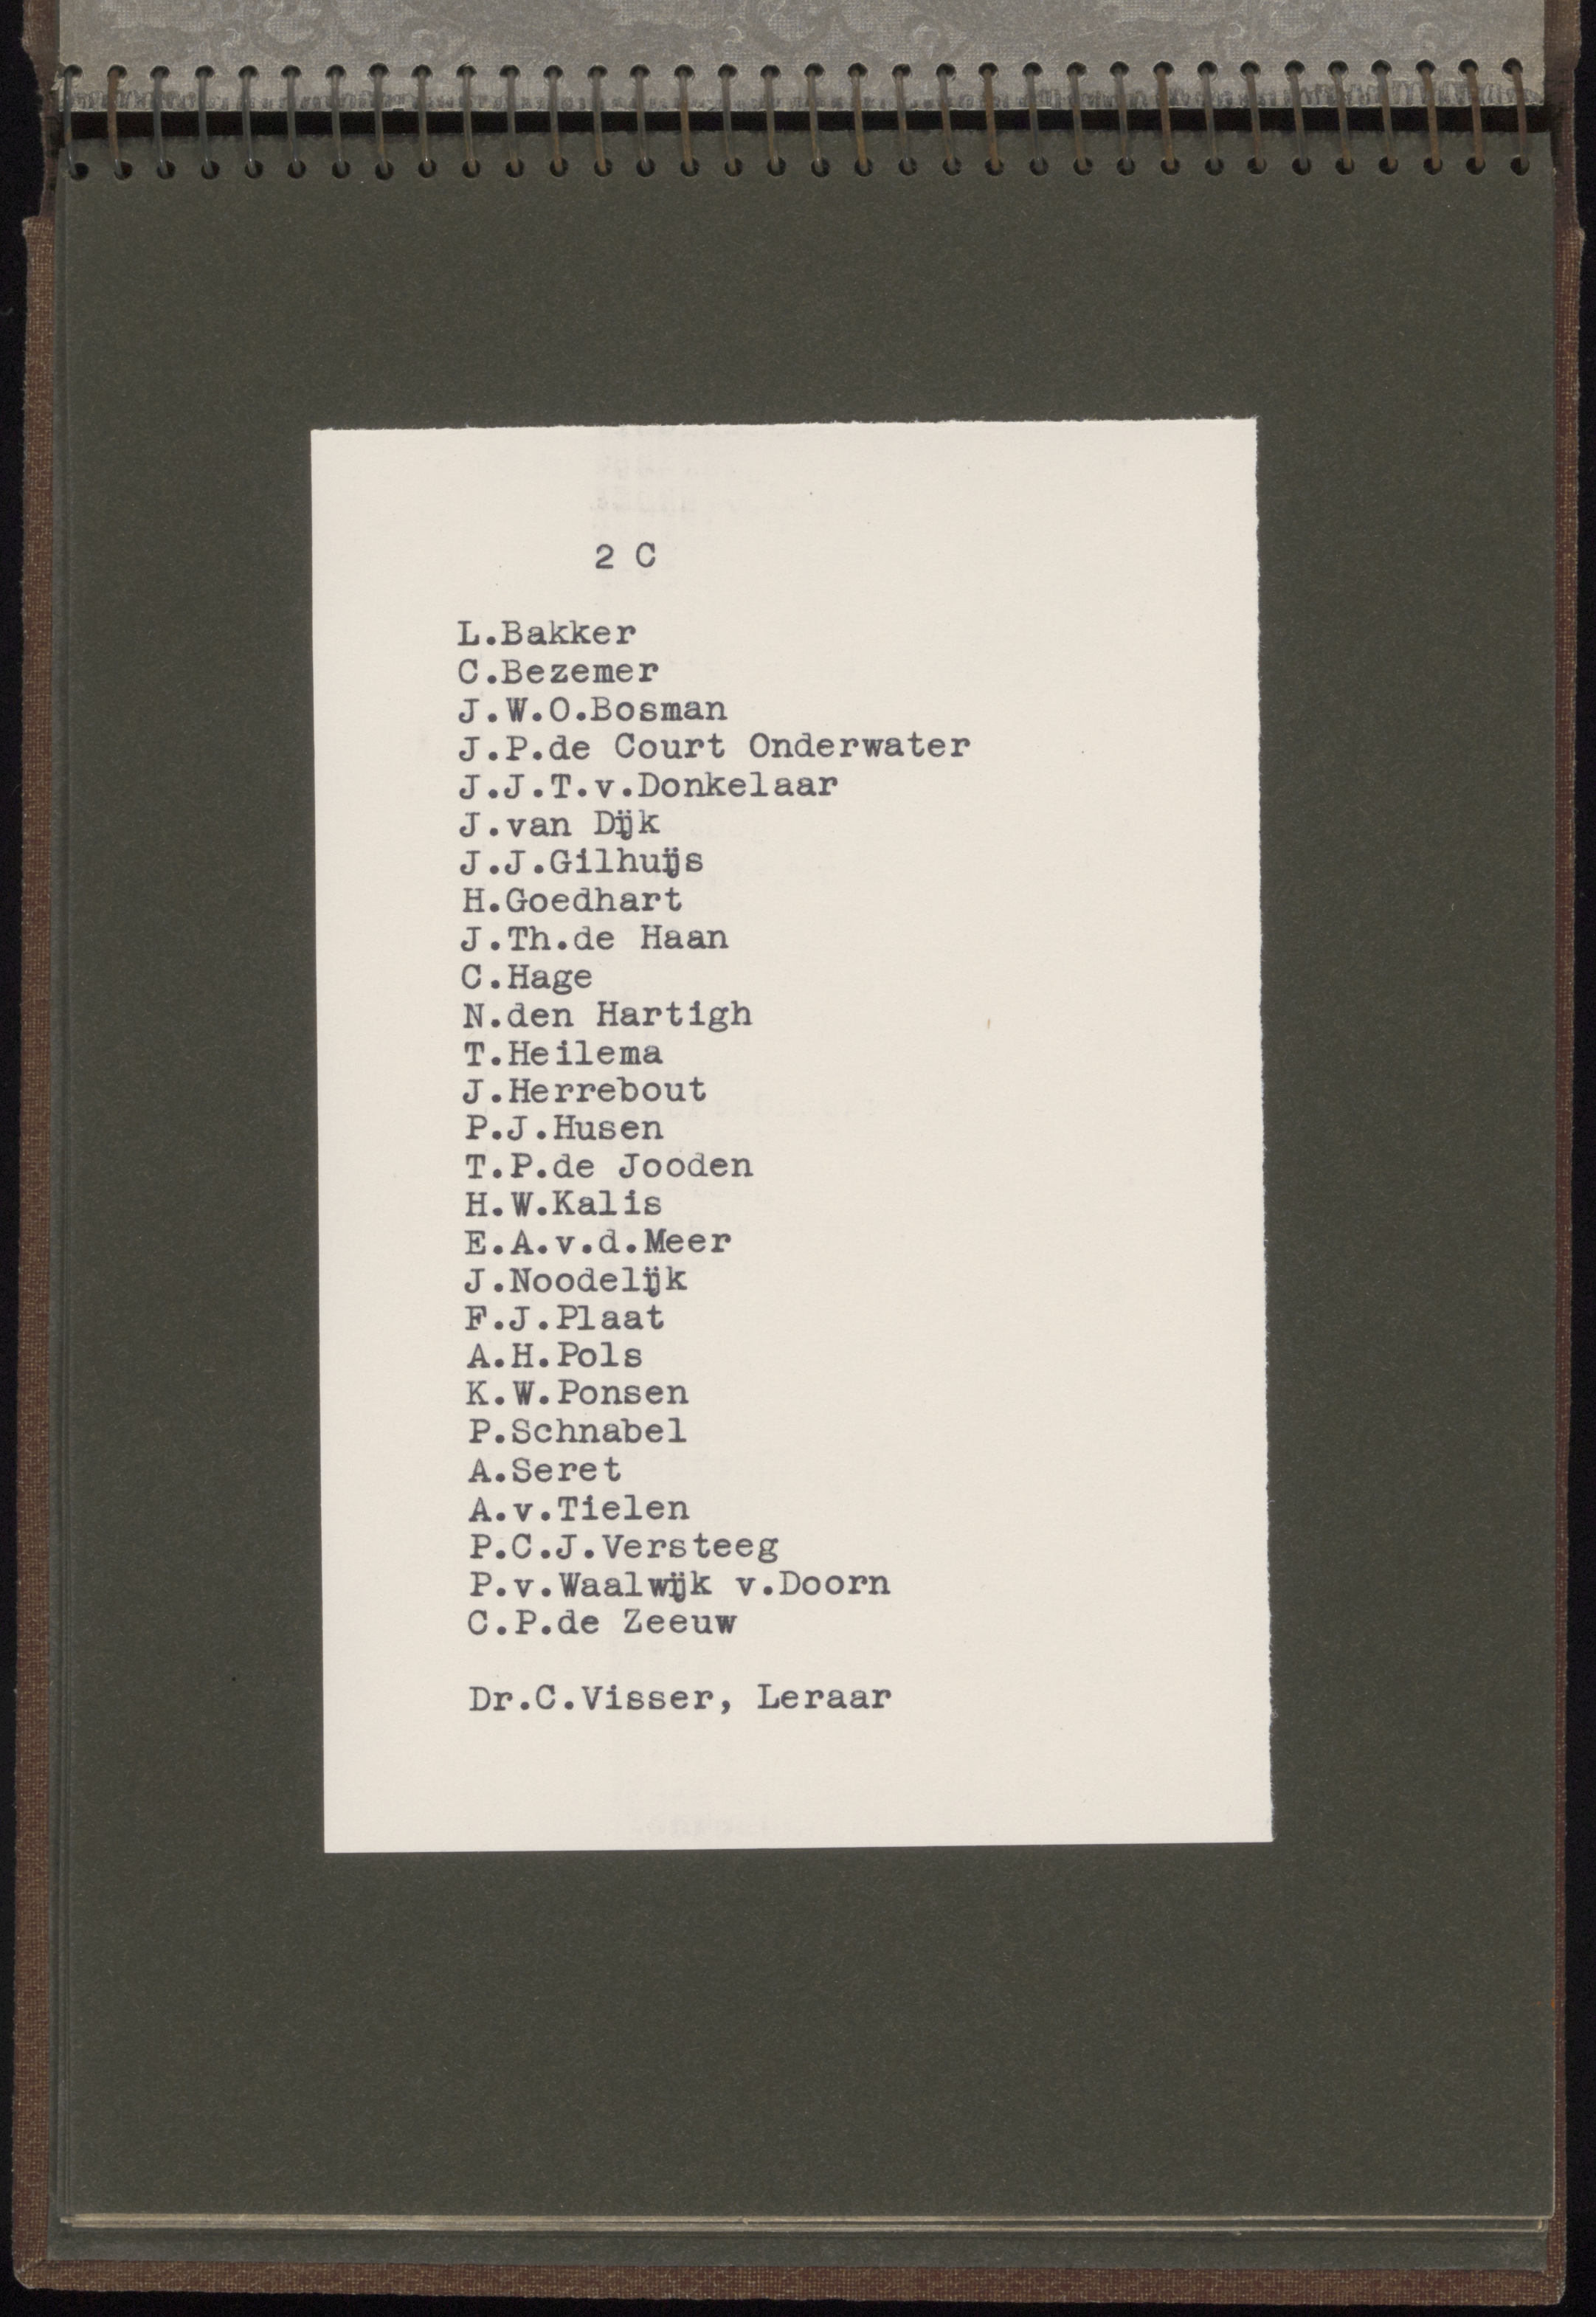 2 C
L.Bakker
C.Bezemer
J.W.O.Bosman
J.P.de Court Onderwater
J.J.T.v.Donkelaar
J.van Dijk
J.J.Gilhuijs
H.Goedhart
J.Th.de Haan
C.Hage
N.den Hartigh
T.Heilema
J.Herrebout
P.J.Husen
T.P.de Jooden
H.W.Kalis
E.A.v.d.Meer
J.Noodelijk
F.J.Plaat
A.H.Pols
K.W.Ponsen
P.Schnabel
A.Seret
A.v.Tielen
P.C.J.Versteeg
P.v.Waalwijk v.Doorn
C.P.de Zeeuw
Dr.C.Visser, Leraar